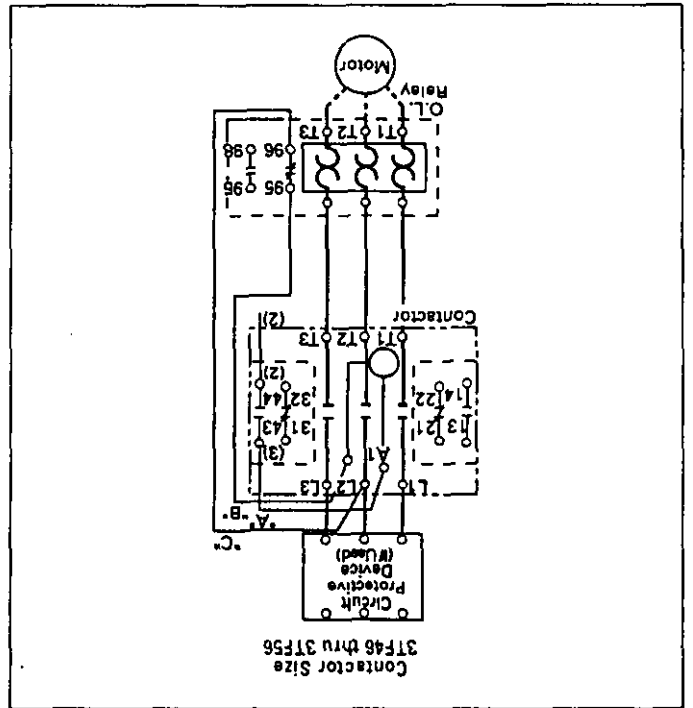 Contactor Size
3TF46 thru 3TF56
Circuit
Protective
Device
(If Used)
"C"
"A" "B"
L1 L2 L3
A1 (3)
13 21 31 43
14 22 32 44
(2)
T1 T2 T3
Contactor (2)
95 95
96 98
T1 T2 T3
O.L.
Relay
Motor